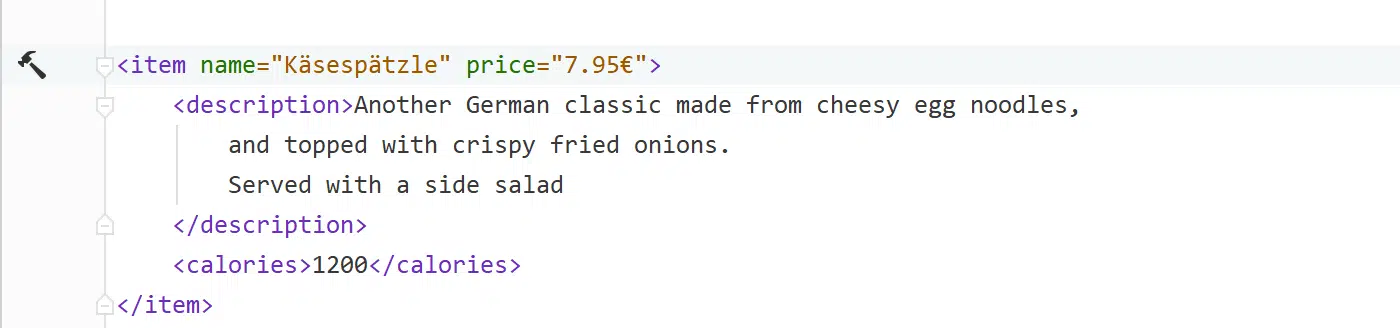 <item name="Käsespätzle" price="7.95€">
<description>Another German classic made from cheesy egg noodles,
and topped with crispy fried onions.
Served with a side salad
</description>
<calories>1200</calories>
</item>